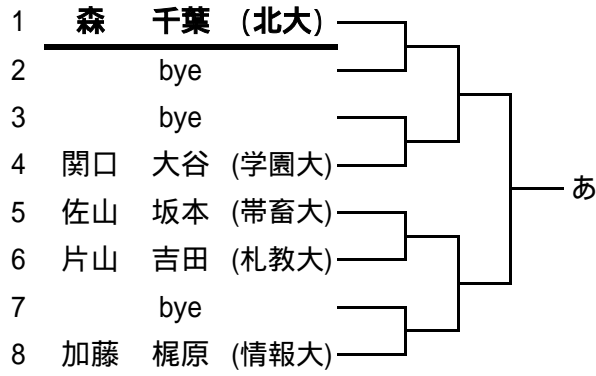 1 森 千葉 (北大)
2 bye
3 bye
4 関口 大谷 (学園大)
5 佐山 坂本 (帯畜大)
6 片山 吉田 (札教大)
7 bye
8 加藤 梶原 (情報大)
あ